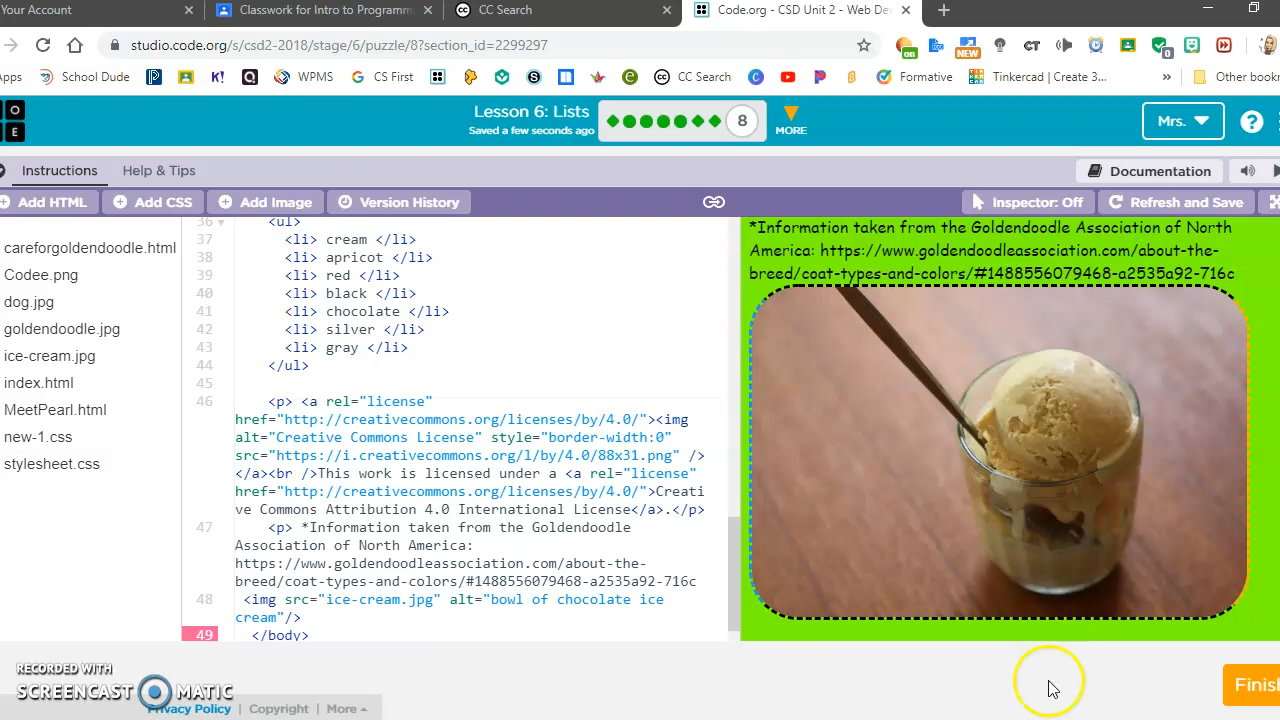 Your Account
Classwork for Intro to Programm
CC Search
Code.org - CSD Unit 2 - Web Dev
studio.code.org/s/csd2-2018/stage/6/puzzle/8?section_id=2299297
on
NEW
CT
0
Apps
School Dude
K!
WPMS
CS First
CC Search
Formative
Tinkercad | Create 3...
»
Other book
O
E
Lesson 6: Lists
Saved a few seconds ago
8
MORE
Mrs.
?
Instructions
Help & Tips
Documentation
Add HTML
Add CSS
Add Image
Version History
Inspector: Off
Refresh and Save
careforgoldendoodle.html
Codee.png
dog.jpg
goldendoodle.jpg
ice-cream.jpg
index.html
MeetPearl.html
new-1.css
stylesheet.css
36 <ul>
37 <li> cream </li>
38 <li> apricot </li>
39 <li> red </li>
40 <li> black </li>
41 <li> chocolate </li>
42 <li> silver </li>
43 <li> gray </li>
44 </ul>
45
46 <p> <a rel="license"
href="http://creativecommons.org/licenses/by/4.0/"><img
alt="Creative Commons License" style="border-width:0"
src="https://i.creativecommons.org/l/by/4.0/88x31.png" />
</a><br />This work is licensed under a <a rel="license"
href="http://creativecommons.org/licenses/by/4.0/">Creati
ve Commons Attribution 4.0 International License</a>.</p>
47 <p> *Information taken from the Goldendoodle
Association of North America:
https://www.goldendoodleassociation.com/about-the-
breed/coat-types-and-colors/#1488556079468-a2535a92-716c
48 <img src="ice-cream.jpg" alt="bowl of chocolate ice
cream"/>
49 </body>
*Information taken from the Goldendoodle Association of North
America: https://www.goldendoodleassociation.com/about-the-
breed/coat-types-and-colors/#1488556079468-a2535a92-716c
RECORDED WITH
SCREENCAST MATIC
Privacy Policy
Copyright
More
Finis